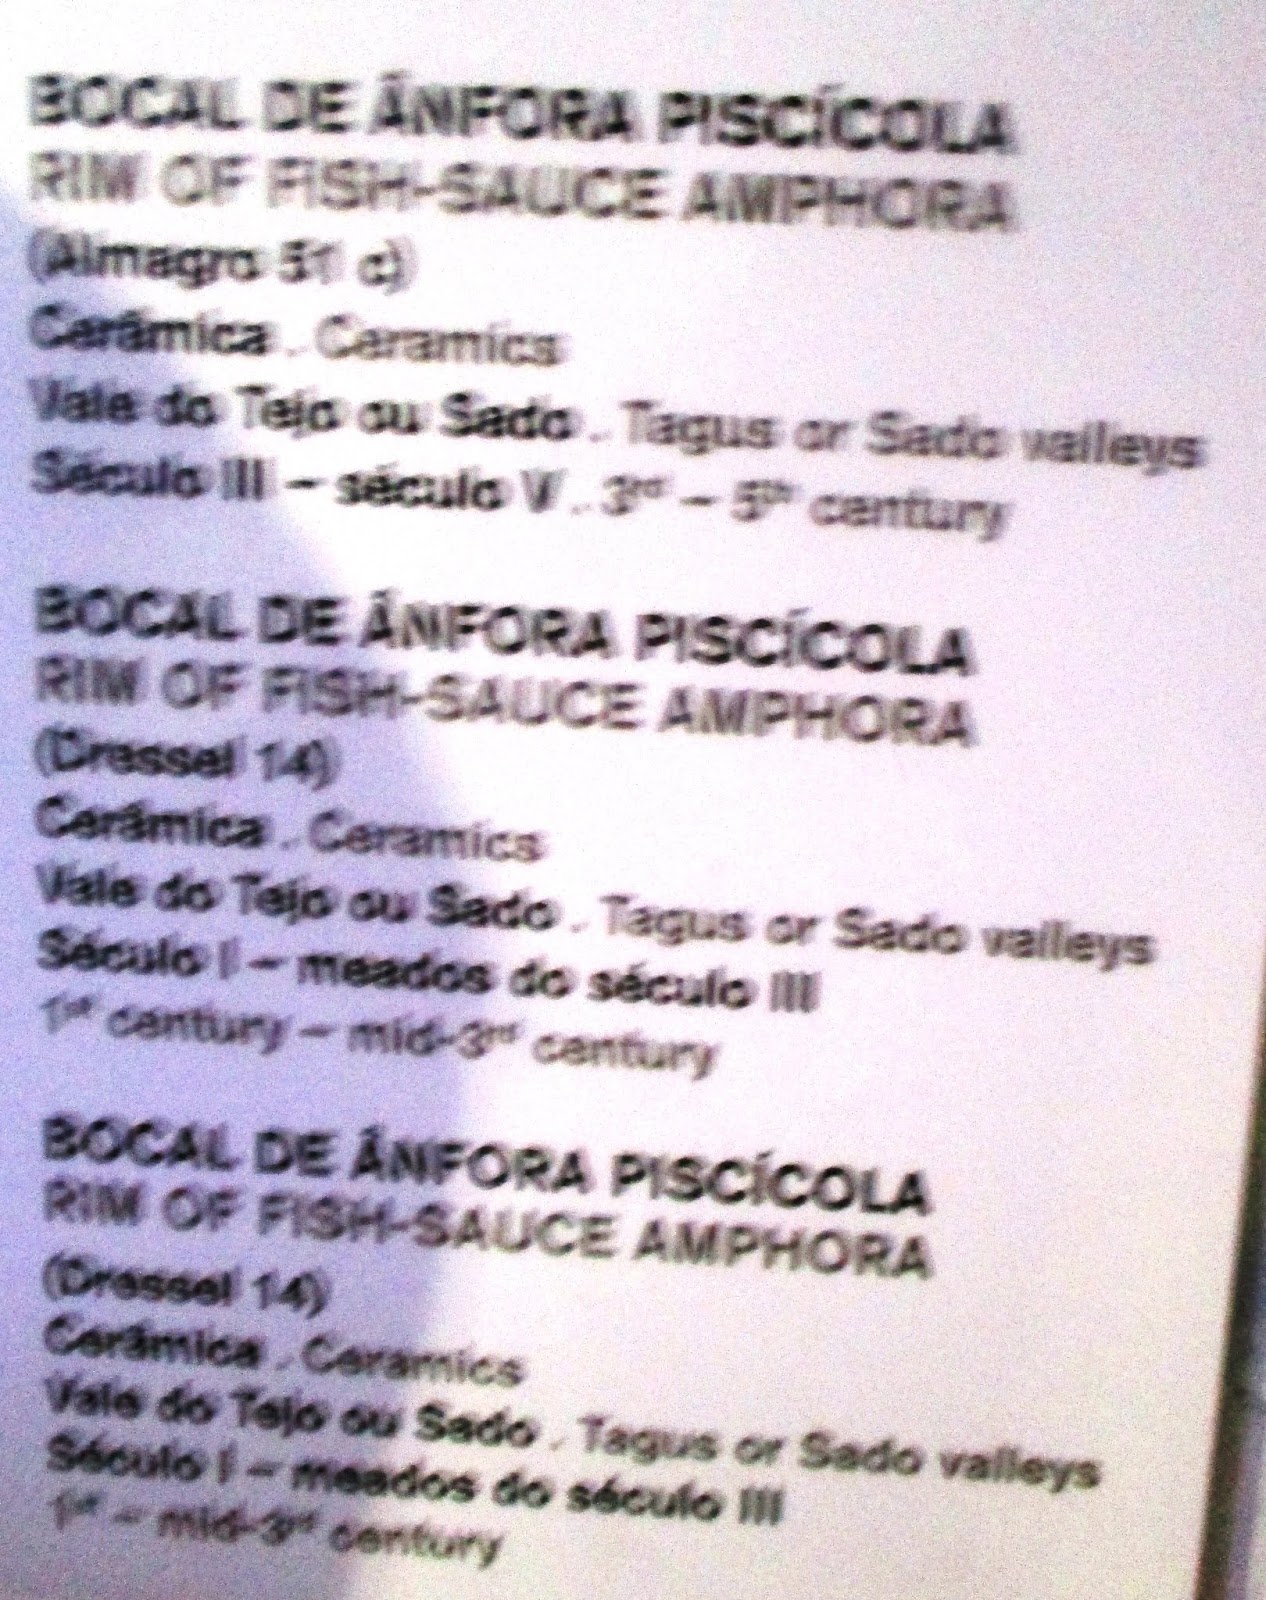 BOCAL DE ÂNFORA PISCÍCOLA
RIM OF FISH-SAUCE AMPHORA
(Almagro 51 c)
Cerâmica . Ceramics
Vale do Tejo ou Sado . Tagus or Sado valleys
Século III – século V . 3rd – 5th century
BOCAL DE ÂNFORA PISCÍCOLA
RIM OF FISH-SAUCE AMPHORA
(Dressel 14)
Cerâmica . Ceramics
Vale do Tejo ou Sado . Tagus or Sado valleys
Século I – meados do século III
1st century – mid-3rd century
BOCAL DE ÂNFORA PISCÍCOLA
RIM OF FISH-SAUCE AMPHORA
(Dressel 14)
Cerâmica . Ceramics
Vale do Tejo ou Sado . Tagus or Sado valleys
Século I – meados do século III
1st – mid-3rd century